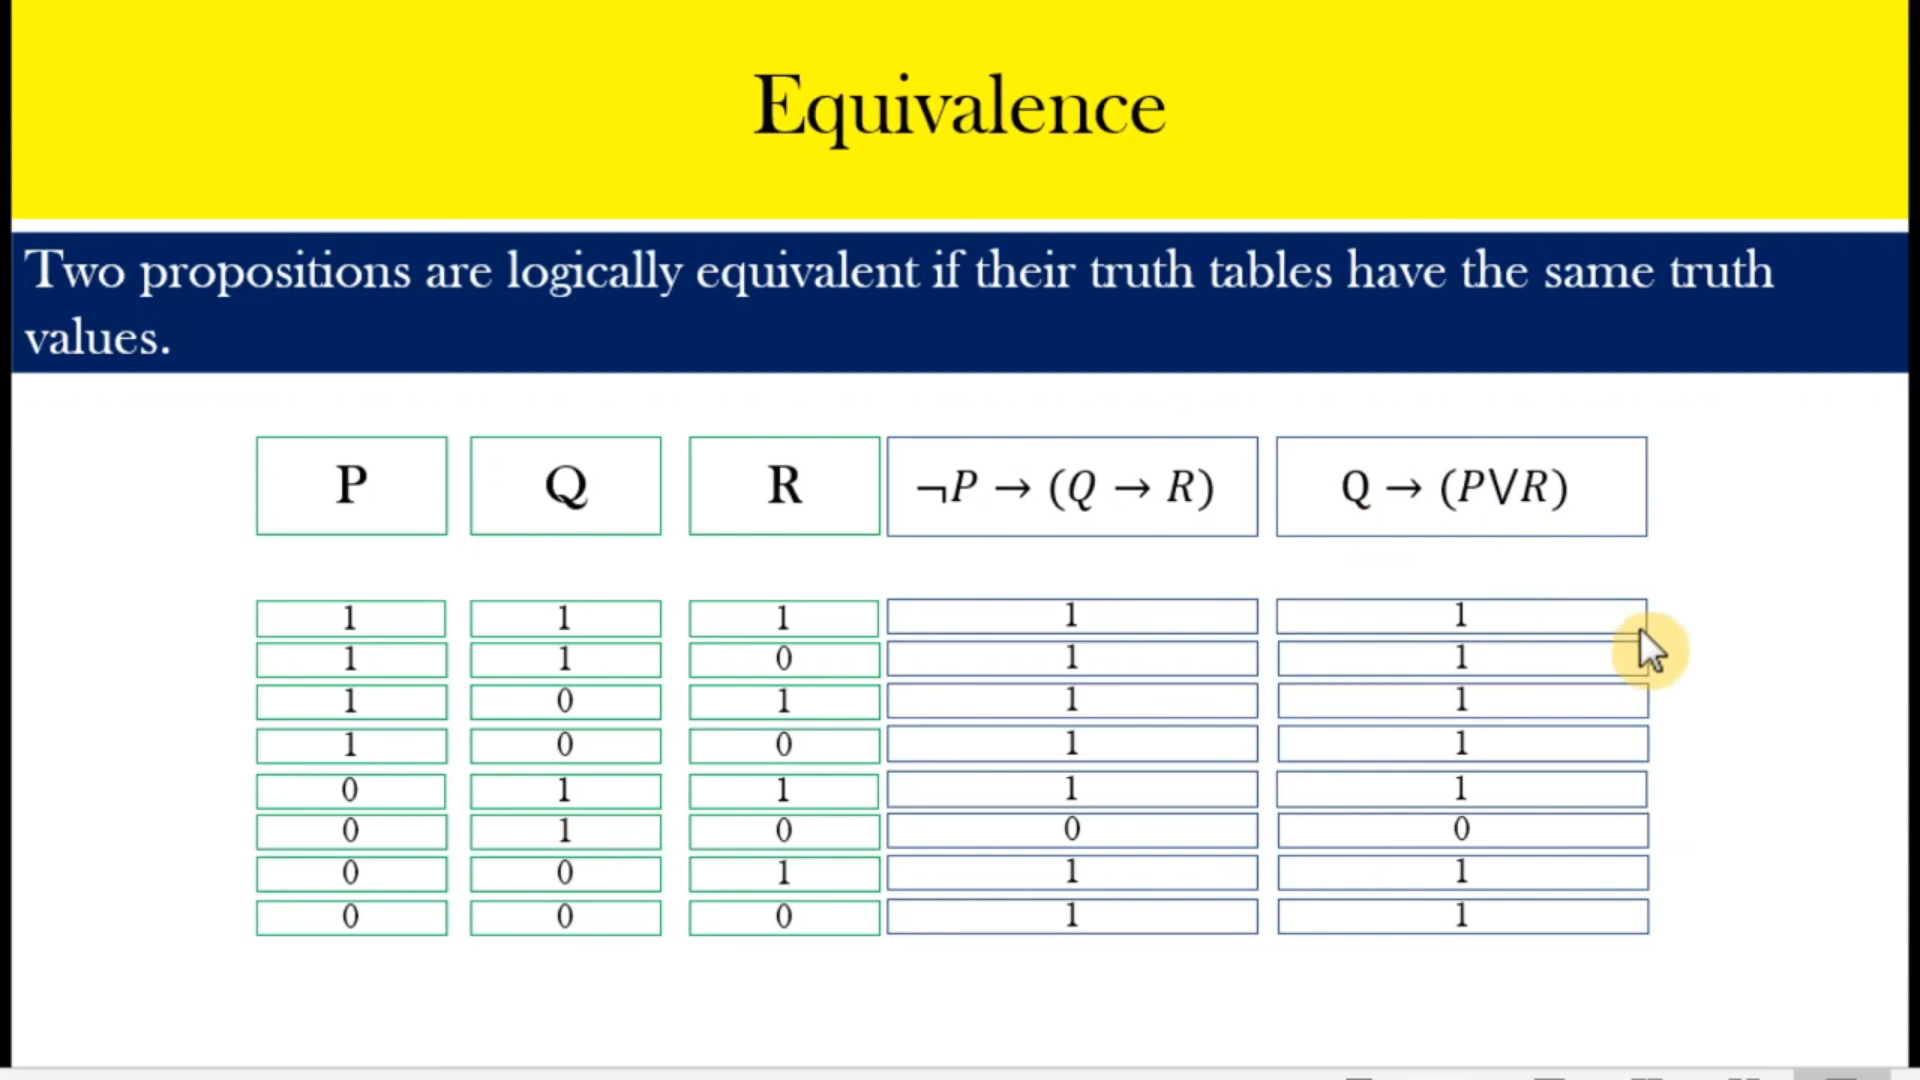 Equivalence
Two propositions are logically equivalent if their truth tables have the same truth
values.
P Q R ¬P → (Q → R) Q → (P⋁R)
1 1 1 1 1
1 1 0 1 1
1 0 1 1 1
1 0 0 1 1
0 1 1 1 1
0 1 0 0 0
0 0 1 1 1
0 0 0 1 1